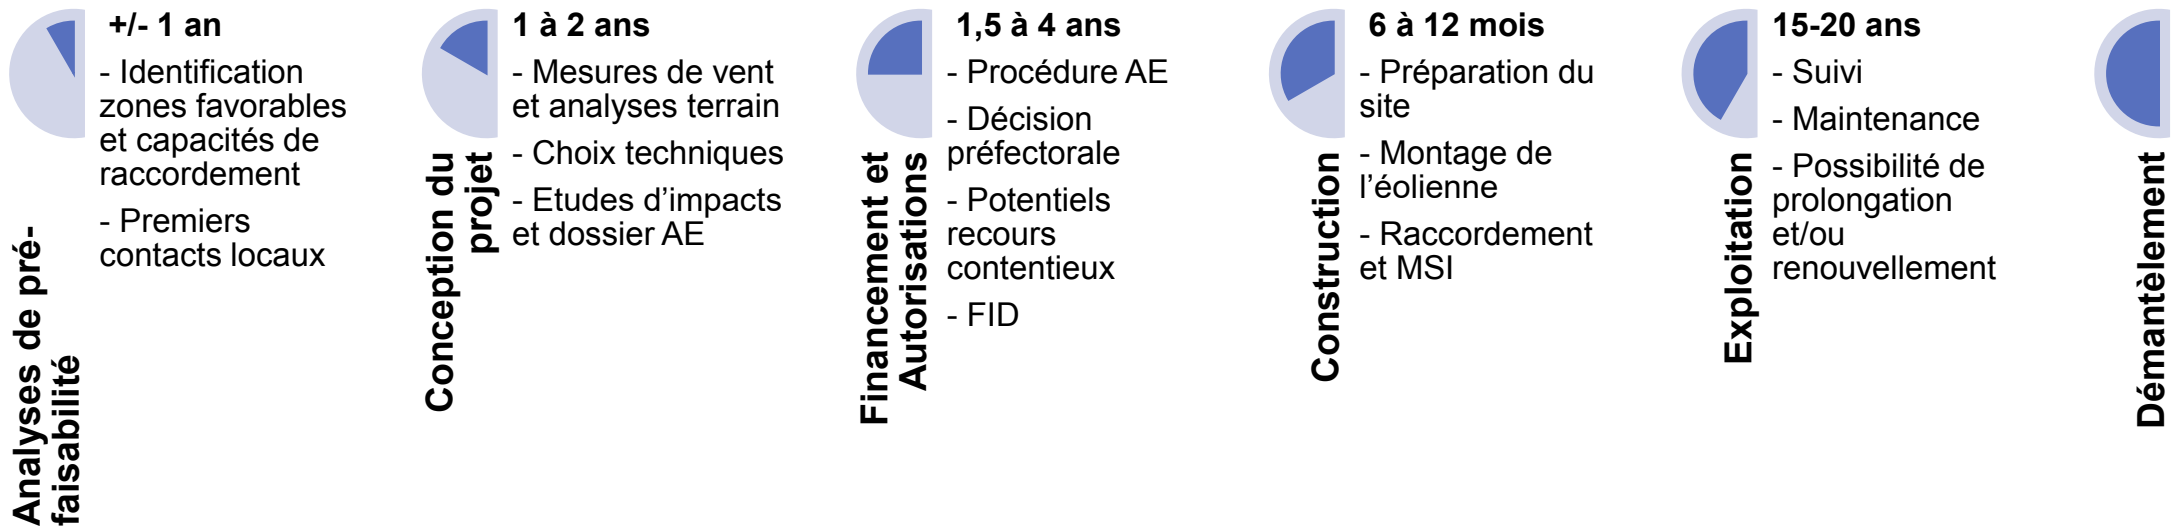 Analyses de pré-
faisabilité
+/- 1 an
- Identification
zones favorables
et capacités de
raccordement
- Premiers
contacts locaux
Conception du
projet
1 à 2 ans
- Mesures de vent
et analyses terrain
- Choix techniques
- Etudes d’impacts
et dossier AE
Financement et
Autorisations
1,5 à 4 ans
- Procédure AE
- Décision
préfectorale
- Potentiels
recours
contentieux
- FID
Construction
6 à 12 mois
- Préparation du
site
- Montage de
l’éolienne
- Raccordement
et MSI
Exploitation
15-20 ans
- Suivi
- Maintenance
- Possibilité de
prolongation
et/ou
renouvellement
Démantèlement